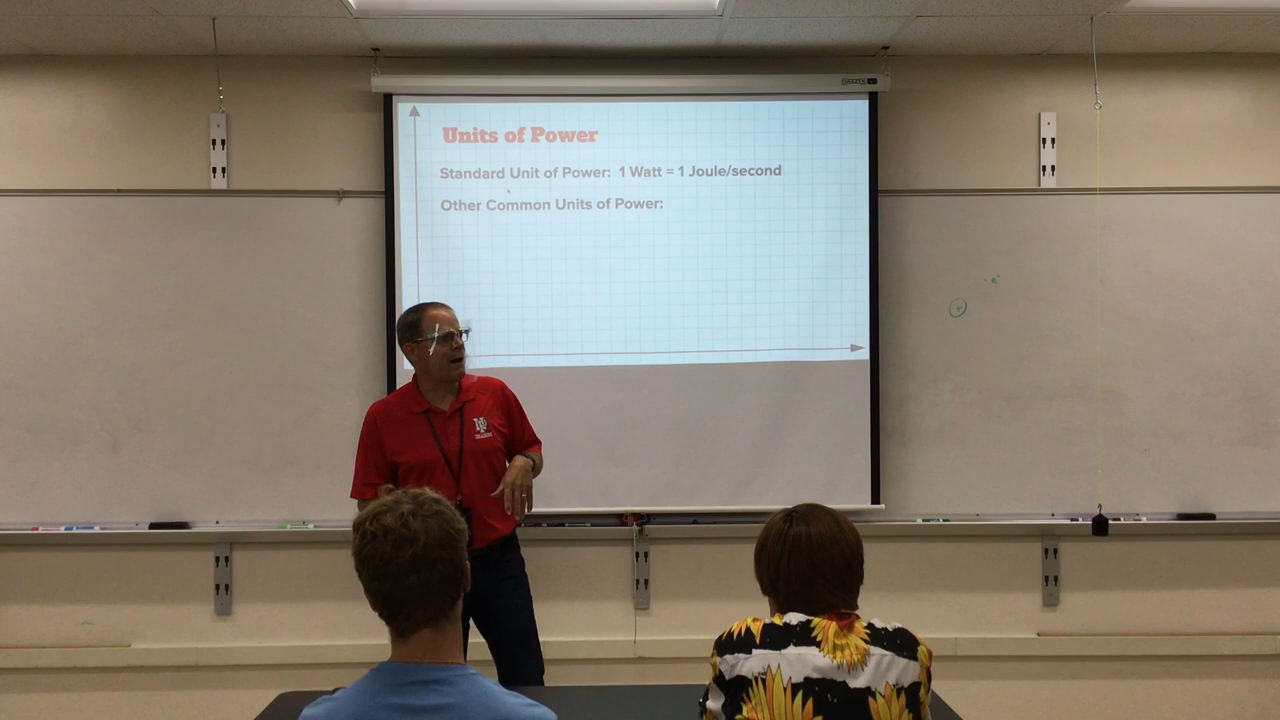 Units of Power
Standard Unit of Power: 1 Watt = 1 Joule/second
Other Common Units of Power: